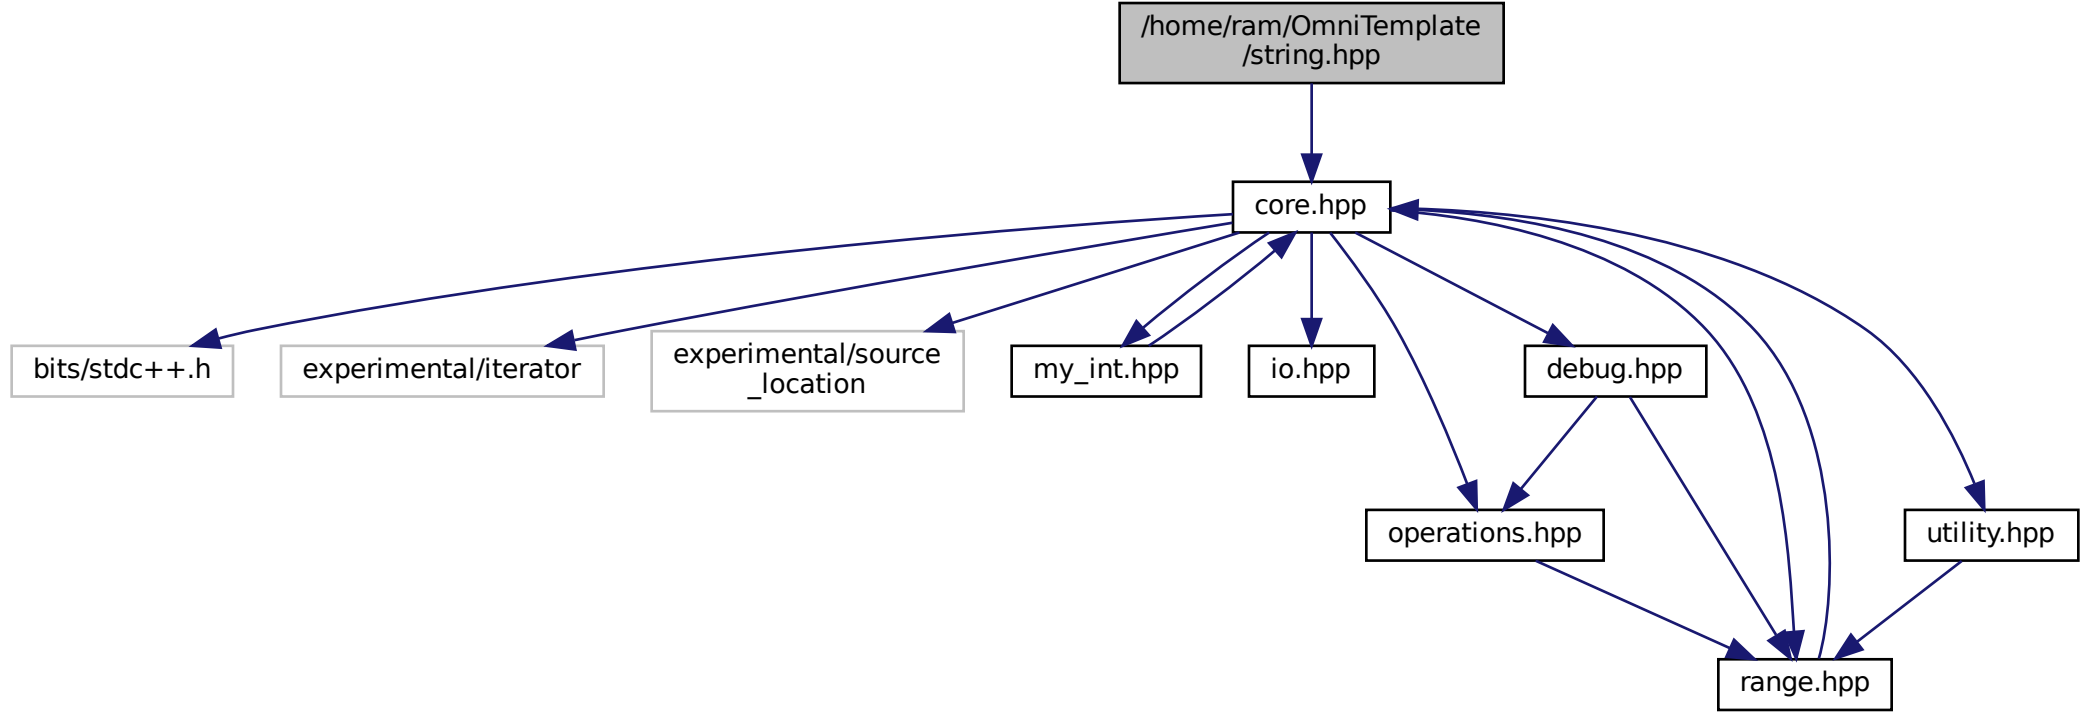 /home/ram/OmniTemplate
/string.hpp
core.hpp
bits/stdc++.h
experimental/iterator
experimental/source
_location
my_int.hpp
io.hpp
debug.hpp
operations.hpp
utility.hpp
range.hpp